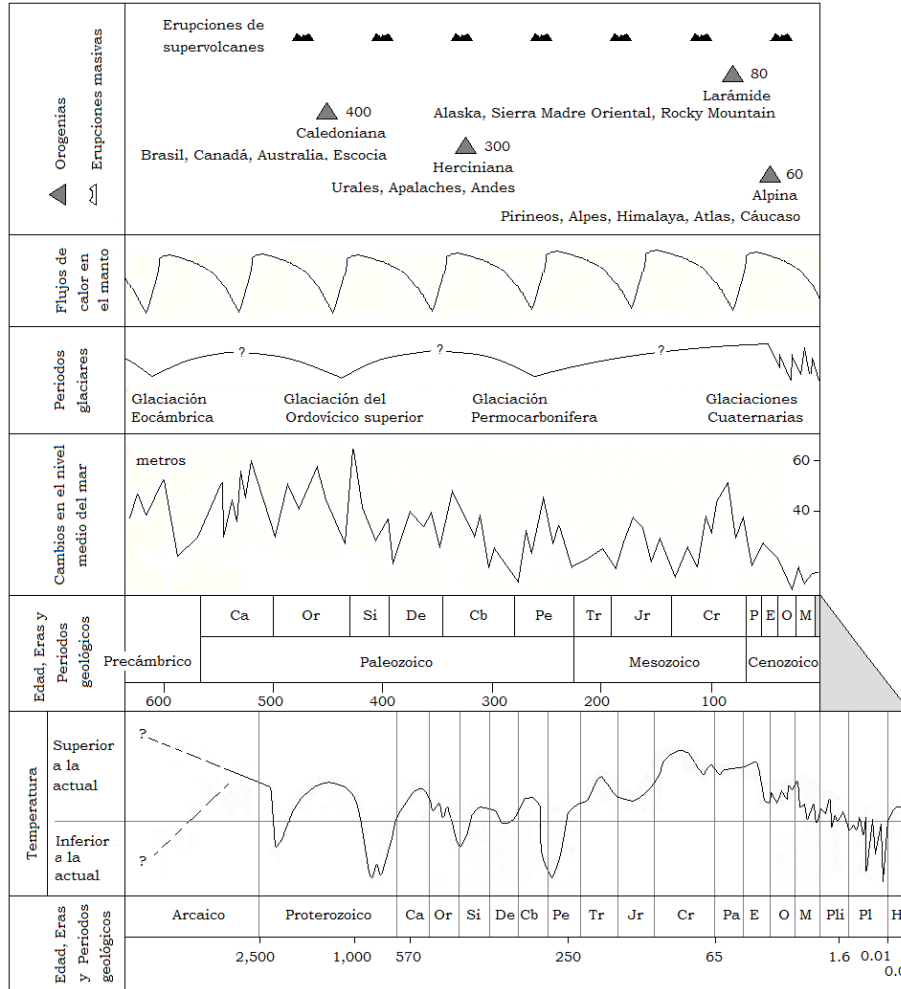 Erupciones de
supervolcanes
Orogenias
Erupciones masivas
80
Larámide
Alaska, Sierra Madre Oriental, Rocky Mountain
400
Caledoniana
Brasil, Canadá, Australia. Escocia
300
Herciniana
Urales, Apalaches, Andes
60
Alpina
Pirineos, Alpes, Himalaya, Atlas, Cáucaso
Flujos de
calor en
el manto
Periodos
glaciares
? ? ?
Glaciación
Eocámbrica
Glaciación del
Ordovícico superior
Glaciación
Permocarbonífera
Glaciaciones
Cuaternarias
Cambios en el nivel
medio del mar
metros
60
40
Edad, Eras y
Periodos
geológicos
Ca Or Si De Cb Pe Tr Jr Cr P E O M
Precámbrico Paleozoico Mesozoico Cenozoico
600 500 400 300 200 100
Temperatura
Superior
a la
actual
Inferior
a la
actual
?
?
Edad, Eras
y Periodos
geológicos
Arcaico Proterozoico Ca Or Si De Cb Pe Tr Jr Cr Pa E O M Pli Pl H
2,500 1,000 570 250 65 1.6 0.01